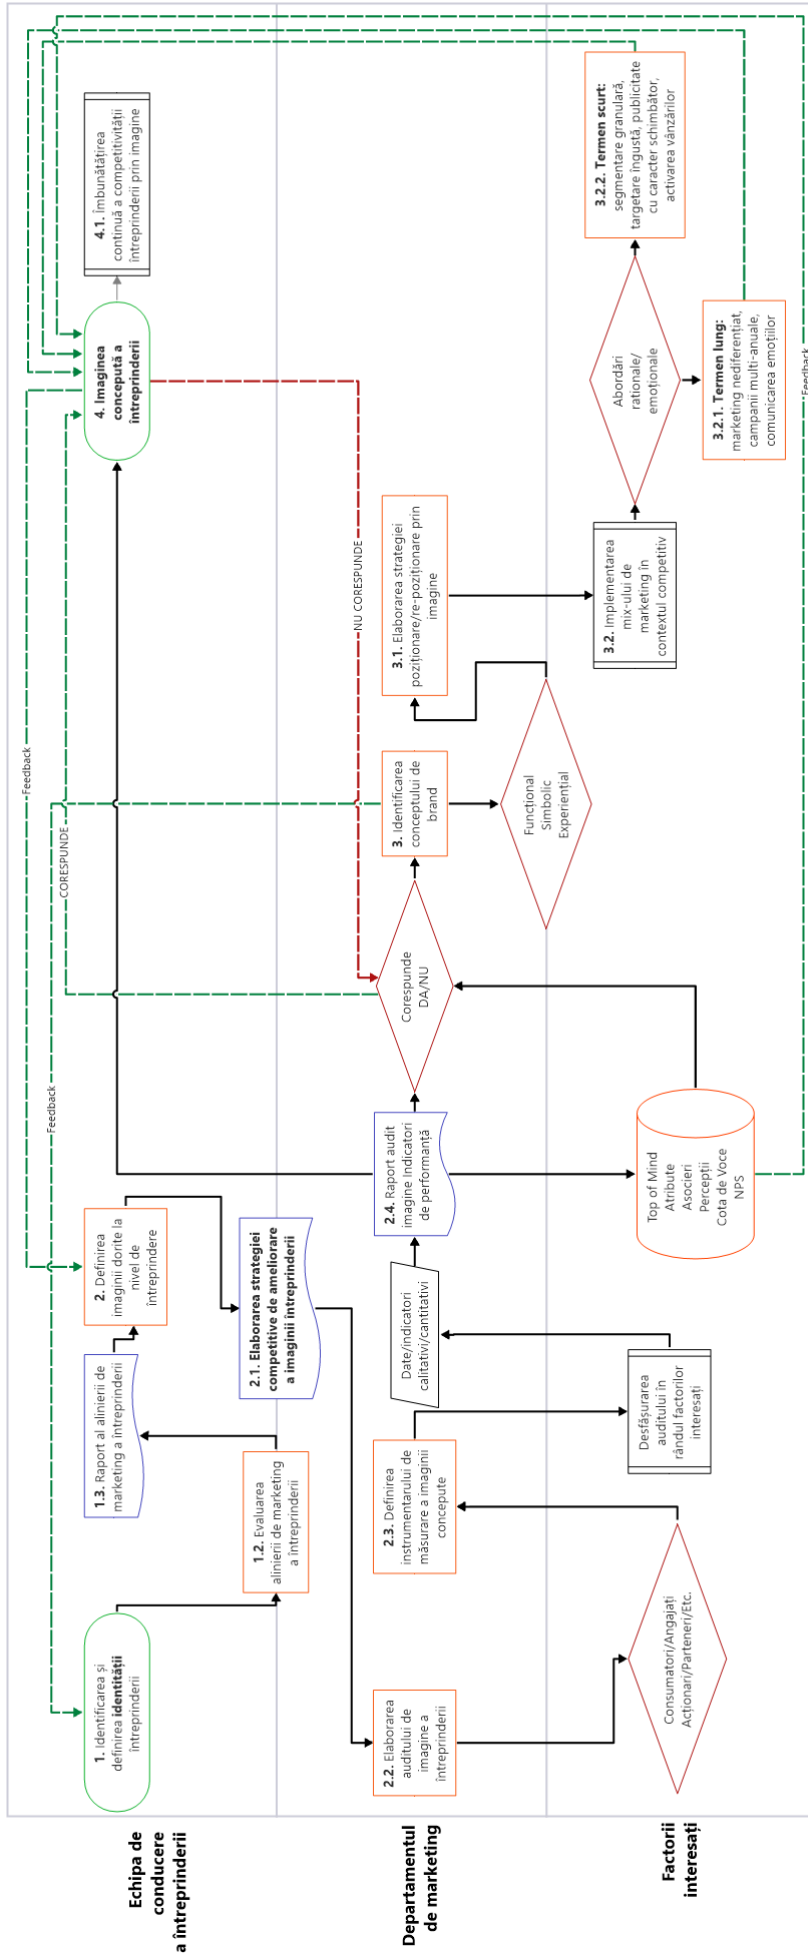 Echipa de
conducere
a întreprinderii
1. Identificarea și
definirea identității
întreprinderii
1.2. Evaluarea
alinierii de marketing
a întreprinderii
1.3. Raport al alinierii de
marketing a întreprinderii
2. Definirea
imaginii dorite la
nivel de
întreprindere
2.1. Elaborarea strategiei
competitive de ameliorare
a imaginii întreprinderii
Feedback
Feedback
CORESPUNDE
4. Imaginea
concepută a
întreprinderii
4.1. Îmbunătățirea
continuă a competitivității
întreprinderii prin imagine
NU CORESPUNDE
Departamentul
de marketing
2.2. Elaborarea
auditului de
imagine a
întreprinderii
2.3. Definirea
instrumentarului de
măsurare a imaginii
concepute
Date/indicatori
calitativi/cantitativi
2.4. Raport audit
imagine Indicatori
de performanță
Corespunde
DA/NU
3. Identificarea
conceptului de
brand
3.1. Elaborarea strategiei
poziționare/re-poziționare prin
imagine
Funcțional
Simbolic
Experiențial
Factorii
interesați
Consumatori/Angajați
Acționari/Parteneri/Etc.
Desfășurarea
auditului în
rândul factorilor
interesați
Top of Mind
Atribute
Asocieri
Percepții
Cota de Voce
NPS
3.2. Implementarea
mix-ului de
marketing în
contextul competitiv
Abordări
rationale/
emoționale
3.2.2. Termen scurt:
segmentare granulară,
targetare ingustă, publicitate
cu caracter schimbător,
activarea vânzărilor
3.2.1. Termen lung:
marketing nediferențiat,
campanii multi-anuale,
comunicarea emoțiilor
Feedback